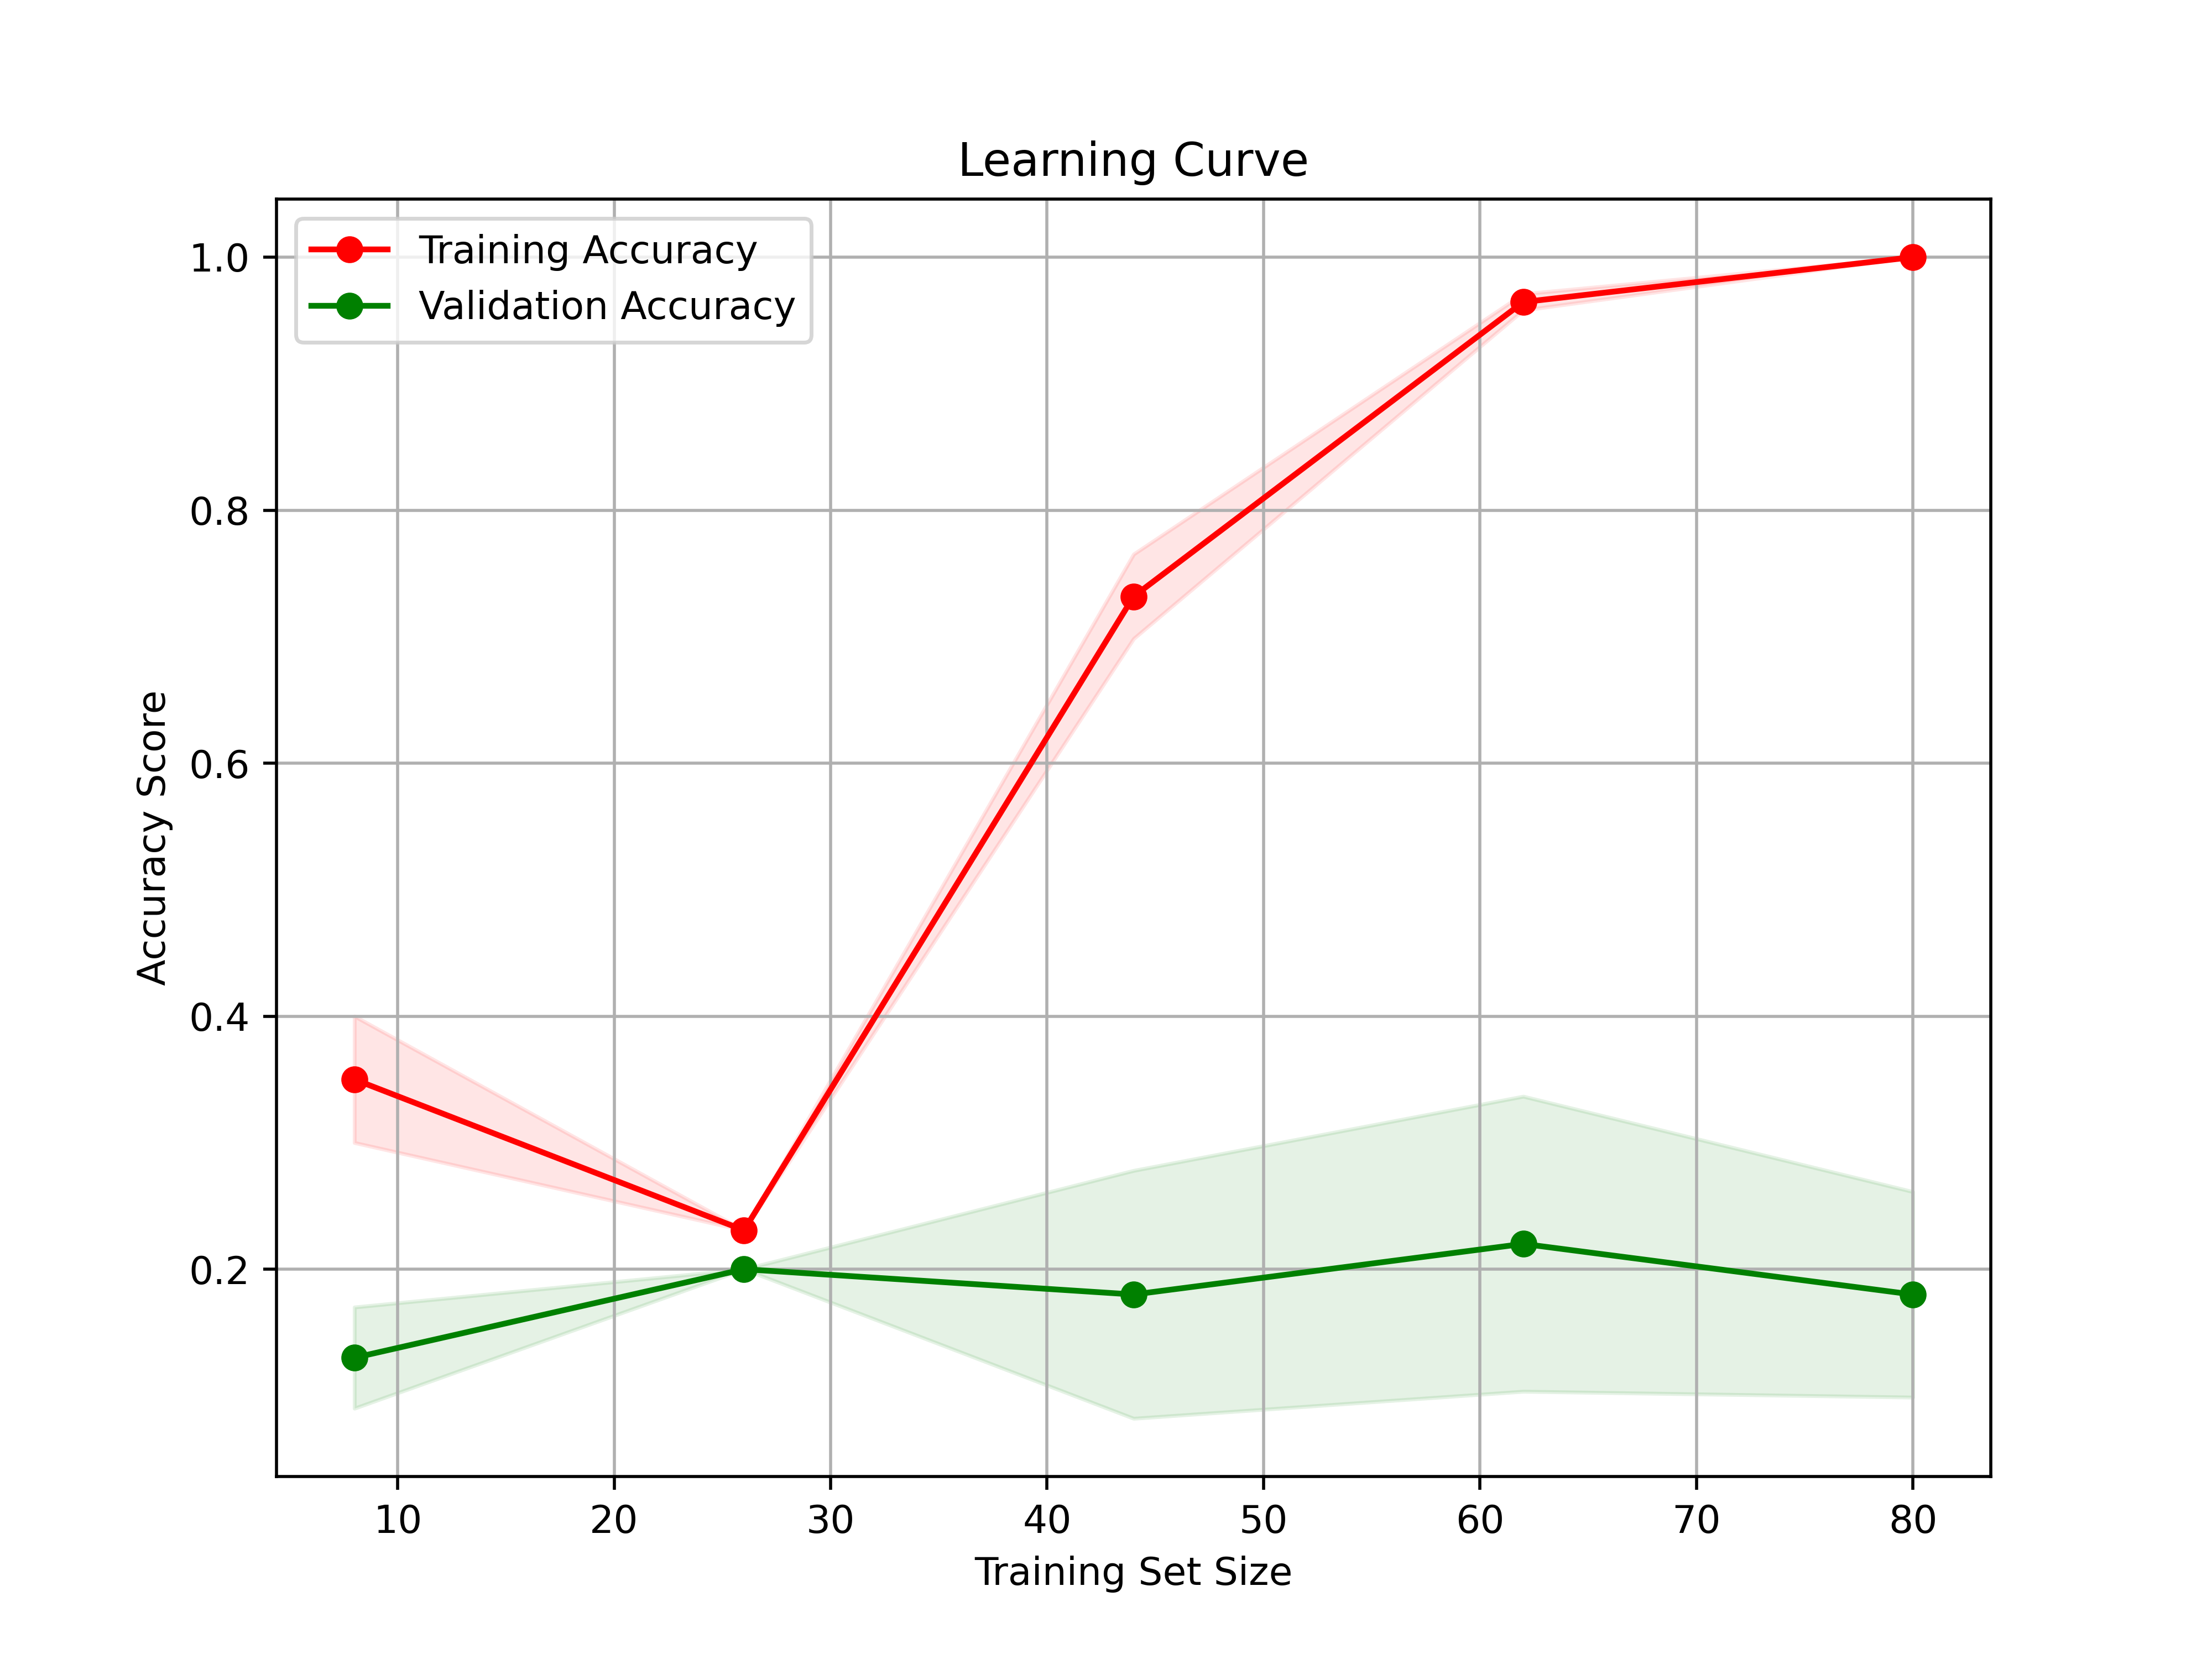 Learning Curve
Training Accuracy
Validation Accuracy
1.0
0.8
0.6
0.4
0.2
Accuracy Score
10 20 30 40 50 60 70 80
Training Set Size